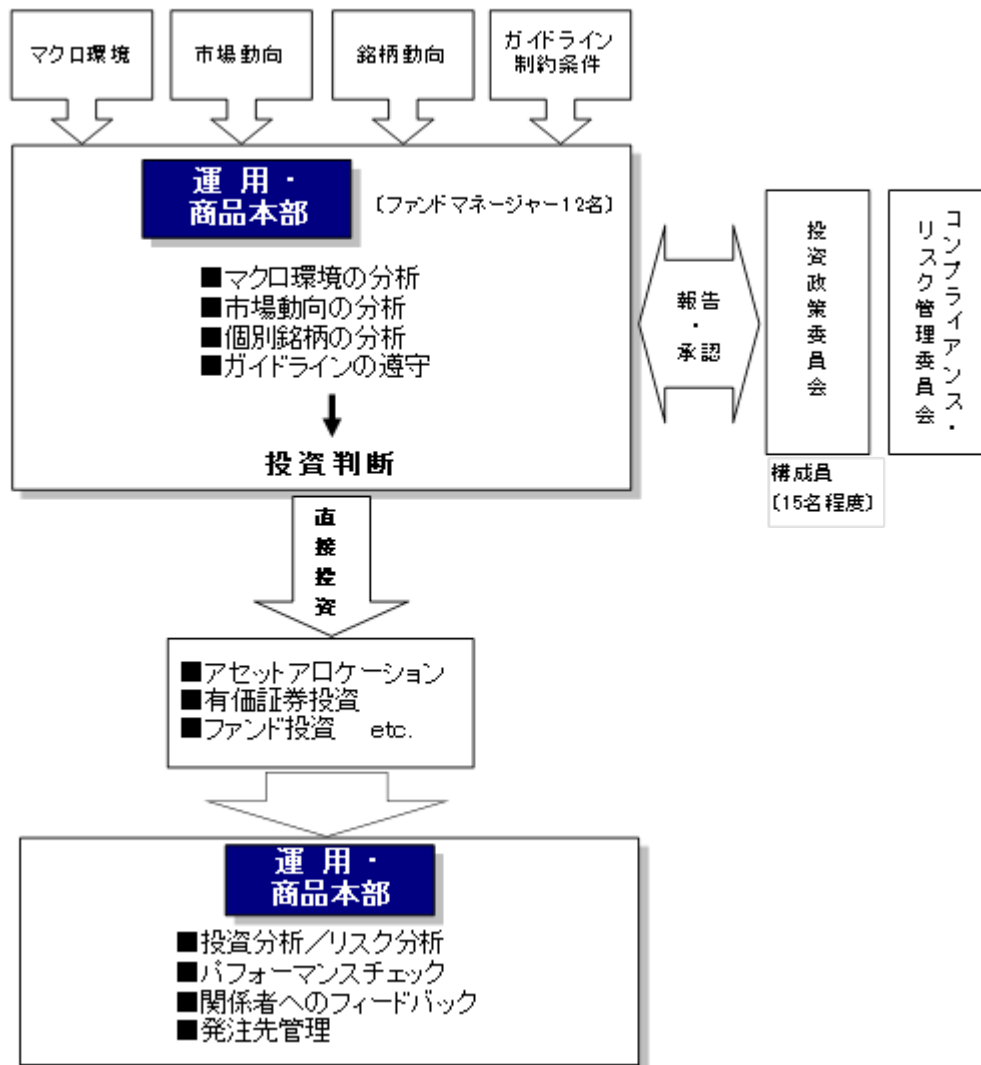 マクロ環境
市場動向
銘柄動向
ガイドライン
制約条件
運 用 ・
商品本部
〔ファンドマネージャー12名〕
■マクロ環境の分析
■市場動向の分析
■個別銘柄の分析
■ガイドラインの遵守
投資判断
報告
・
承認
投資政策委員会
コンプライアンス・
リスク管理委員会
構成員
〔15名程度〕
直接投資
■アセットアロケーション
■有価証券投資
■ファンド投資 etc.
運 用 ・
商品本部
■投資分析/リスク分析
■パフォーマンスチェック
■関係者へのフィードバック
■発注先管理